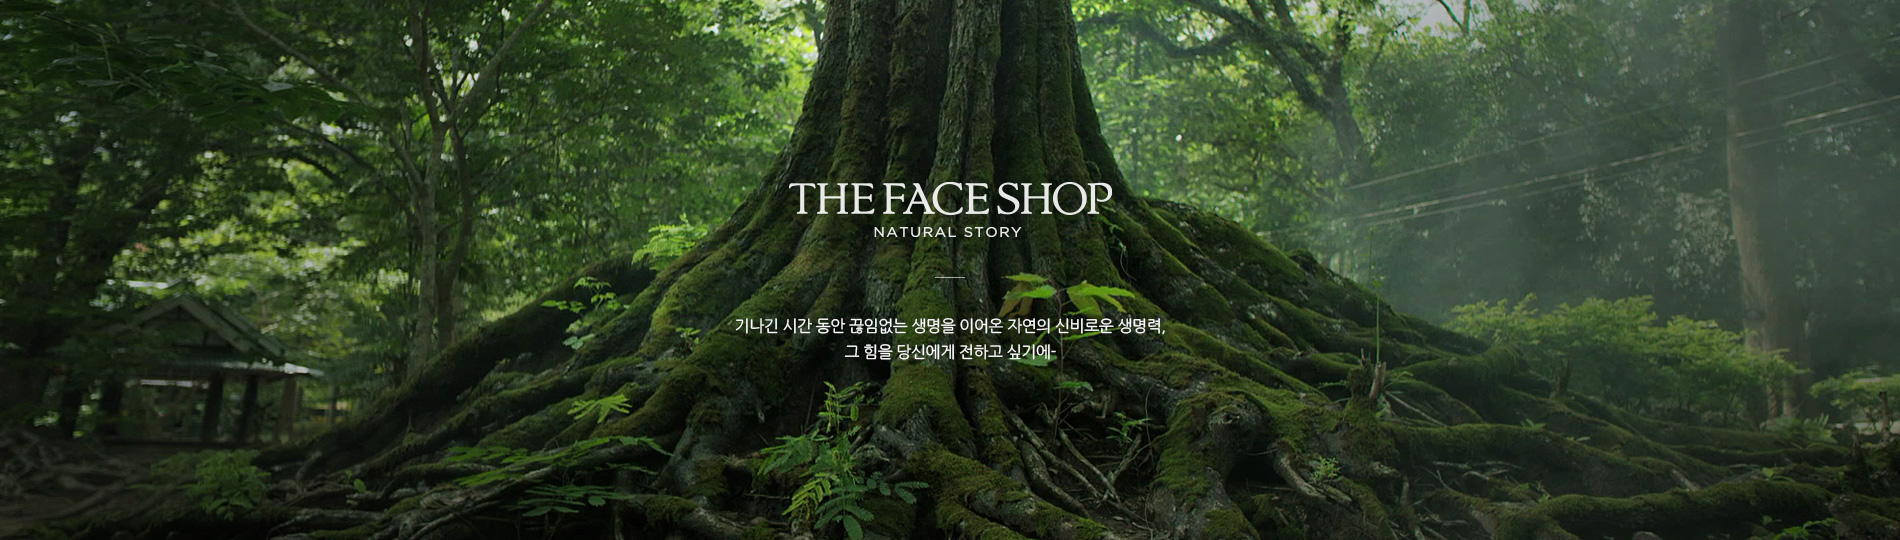 THE FACE SHOP
NATURAL STORY
기나긴 시간 동안 끊임없는 생명을 이어온 자연의 신비로운 생명력,
그 힘을 당신에게 전하고 싶기에-